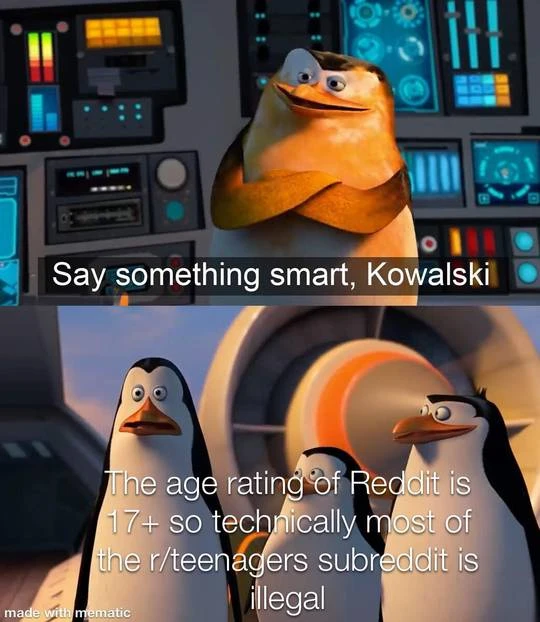 Say something smart, Kowalski
The age rating of Reddit is
17+ so technically most of
the r/teenagers subreddit is
illegal
made with mematic